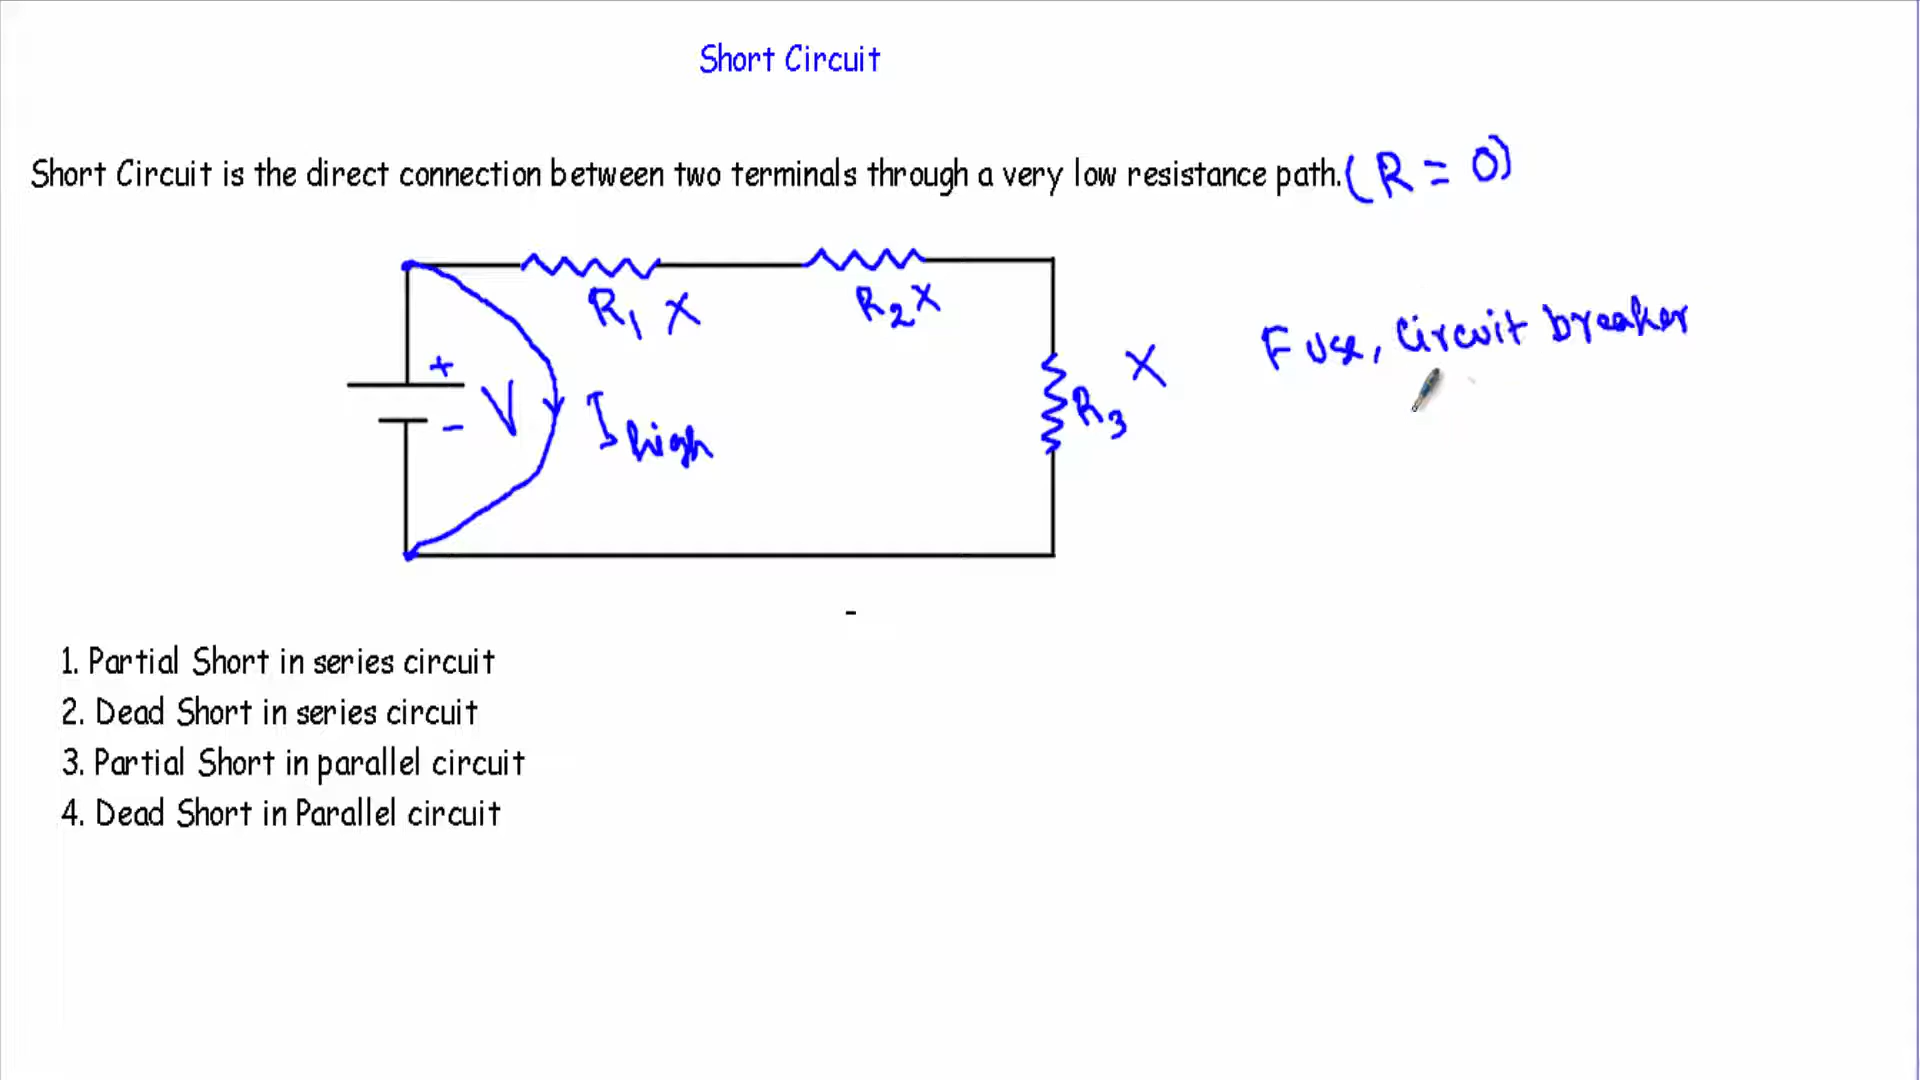 Short Circuit
Short Circuit is the direct connection between two terminals through a very low resistance path. (R = 0)
R1 X
R2 X
Fuse, Circuit breaker
+
V
-
I high
R3 X
-
1. Partial Short in series circuit
2. Dead Short in series circuit
3. Partial Short in parallel circuit
4. Dead Short in Parallel circuit